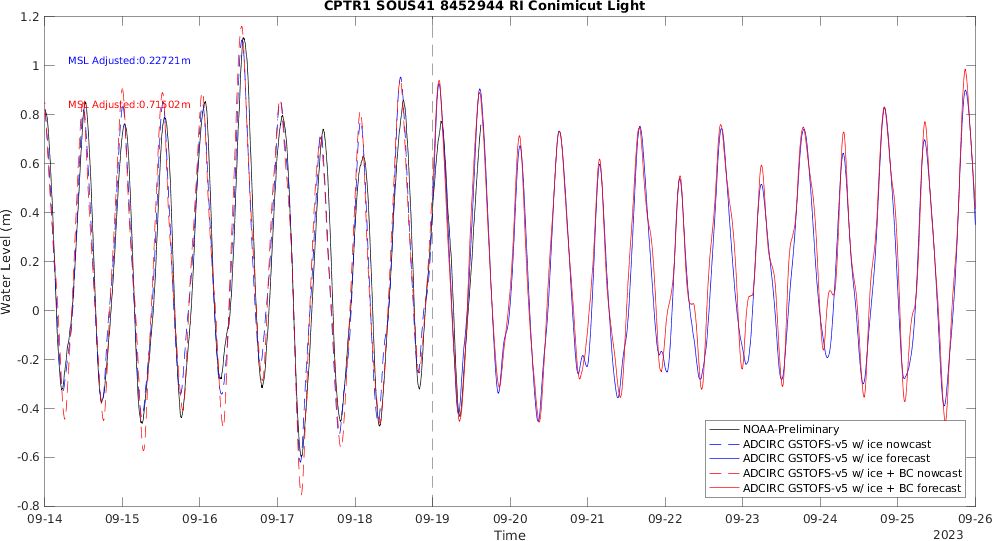 CPTR1 SOUS41 8452944 RI Conimicut Light
1.2
1
0.8
0.6
0.4
0.2
0
-0.2
-0.4
-0.6
-0.8
Water Level (m)
MSL Adjusted:0.22721m
MSL Adjusted:0.71502m
NOAA-Preliminary
ADCIRC GSTOFS-v5 w/ ice nowcast
ADCIRC GSTOFS-v5 w/ ice forecast
ADCIRC GSTOFS-v5 w/ ice + BC nowcast
ADCIRC GSTOFS-v5 w/ ice + BC forecast
09-14 09-15 09-16 09-17 09-18 09-19 09-20 09-21 09-22 09-23 09-24 09-25 09-26
Time
2023